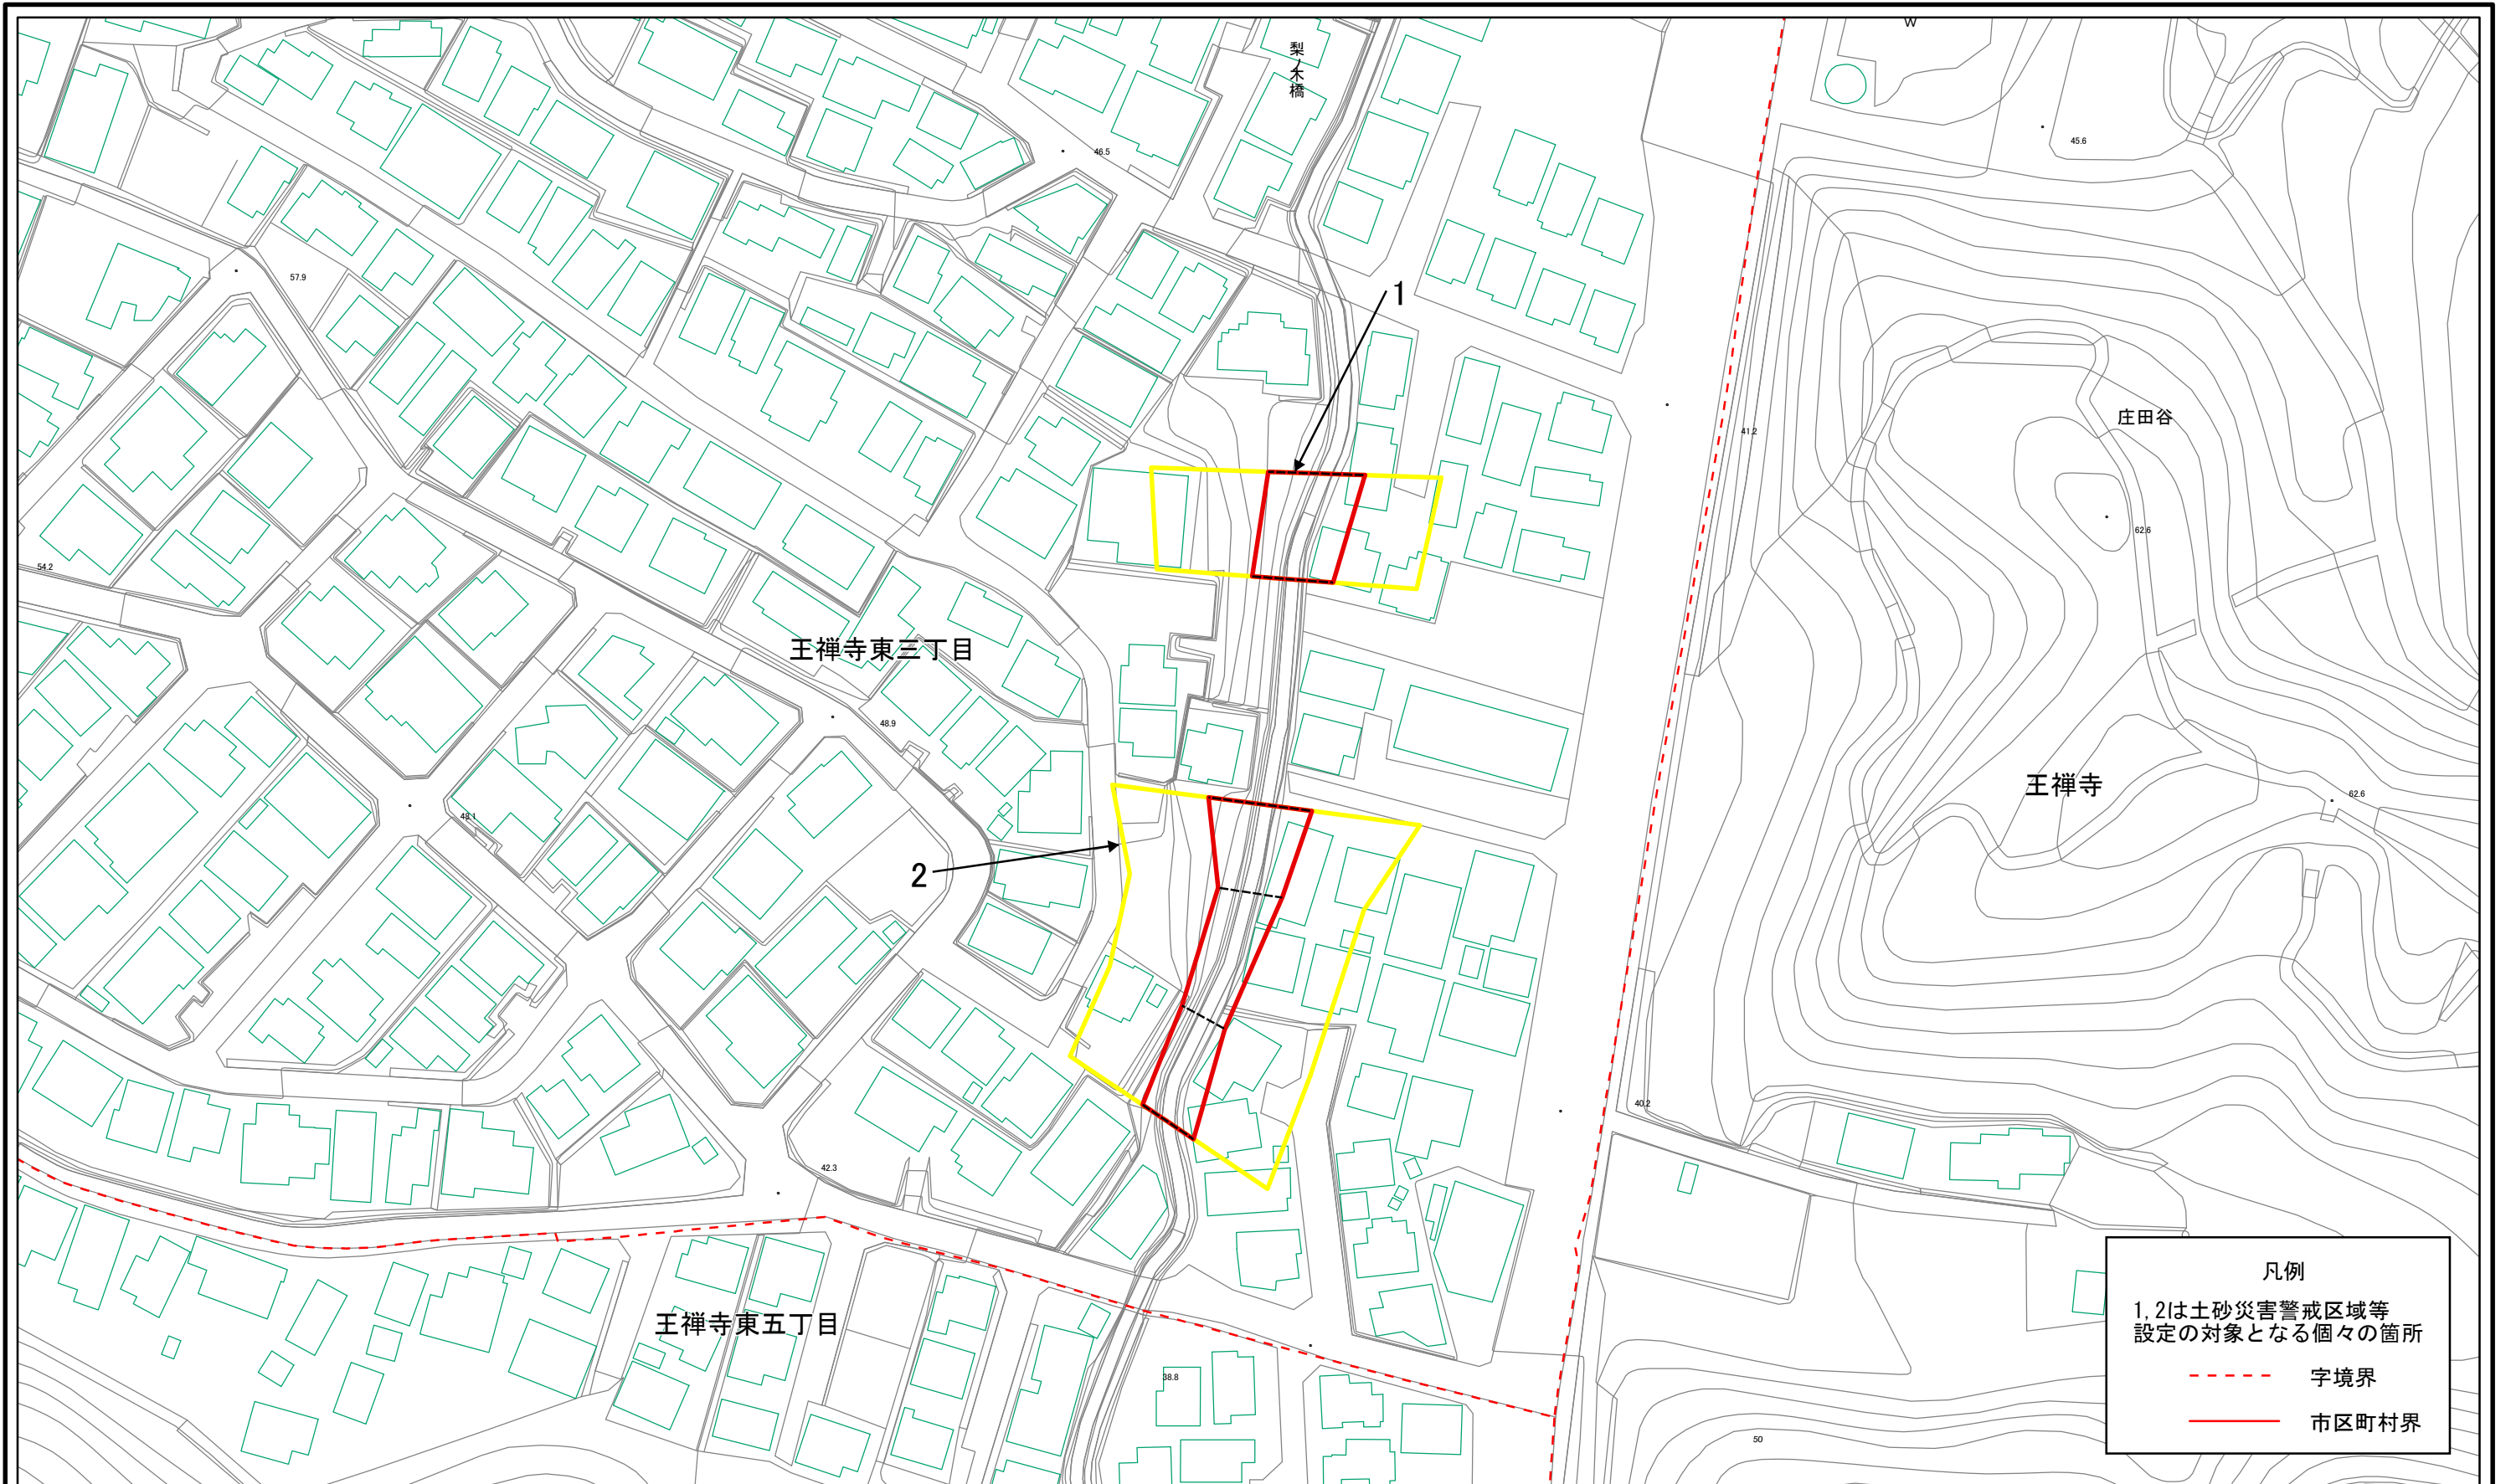 W
梨ノ木橋
46.5
45.6
57.9
1
庄田谷
41.2
62.6
54.2
王禅寺東三丁目
48.9
王禅寺
62.6
48.1
2
40.2
42.3
凡例
1,2は土砂災害警戒区域等
設定の対象となる個々の箇所
字境界
市区町村界
王禅寺東五丁目
38.8
50